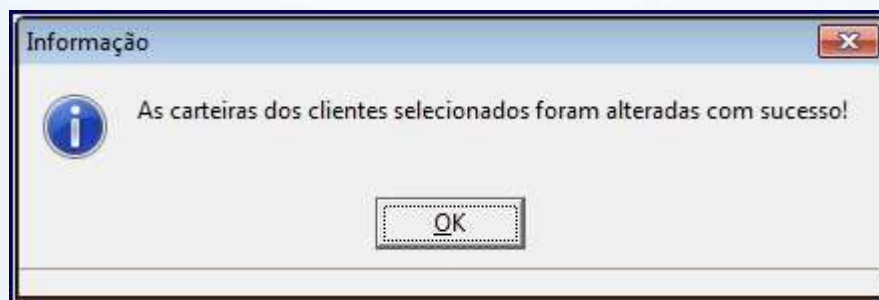 Informação
As carteiras dos clientes selecionados foram alteradas com sucesso!
OK